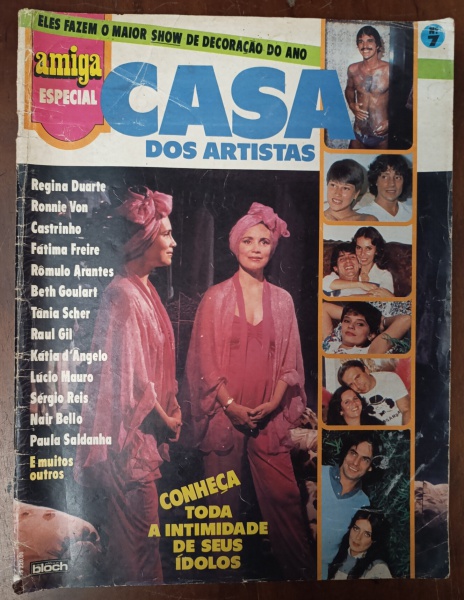 ELES FAZEM O MAIOR SHOW DE DECORAÇÃO DO ANO
amiga
ESPECIAL
CASA
DOS ARTISTAS
Regina Duarte
Ronnie Von
Castrinho
Fátima Freire
Rômulo Arantes
Beth Goulart
Tânia Scher
Raul Gil
Kátia d'Angelo
Lúcio Mauro
Sérgio Reis
Nair Bello
Paula Saldanha
E muitos
outros
CONHEÇA
TODA
A INTIMIDADE
DE SEUS
ÍDOLOS
bloch
7